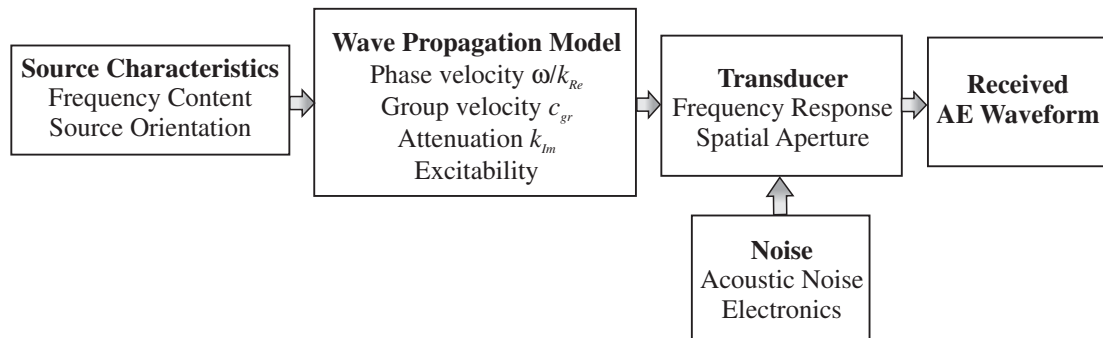 Source Characteristics
Frequency Content
Source Orientation
Wave Propagation Model
Phase velocity ω/k_Re
Group velocity c_gr
Attenuation k_Im
Excitability
Transducer
Frequency Response
Spatial Aperture
Received
AE Waveform
Noise
Acoustic Noise
Electronics